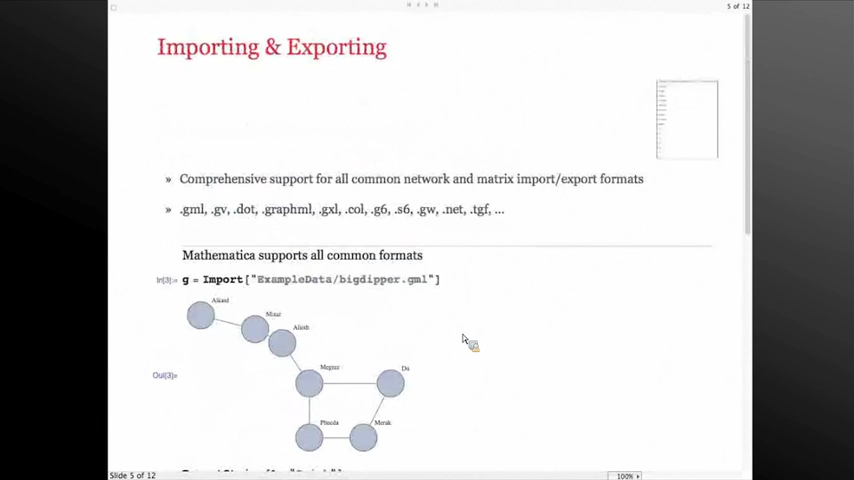 5 of 12
Importing & Exporting
» Comprehensive support for all common network and matrix import/export formats
» .gml, .gv, .dot, .graphml, .gxl, .col, .g6, .s6, .gw, .net, .tgf, ...
Mathematica supports all common formats
In[3]:= g = Import["ExampleData/bigdipper.gml"]
Alkaid
Mizar
Alioth
Megrez
Du
Out[3]=
Phecda
Merak
Slide 5 of 12
100%